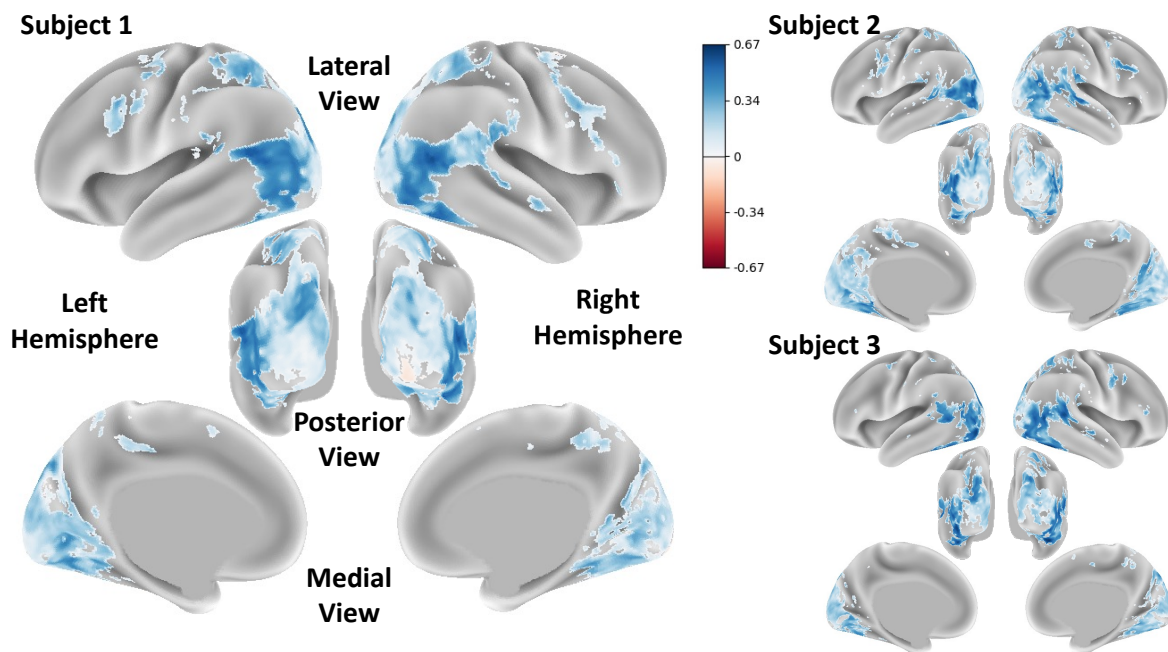 Subject 1
Lateral
View
0.67
0.34
0
-0.34
-0.67
Left
Hemisphere
Right
Hemisphere
Posterior
View
Medial
View
Subject 2
Subject 3